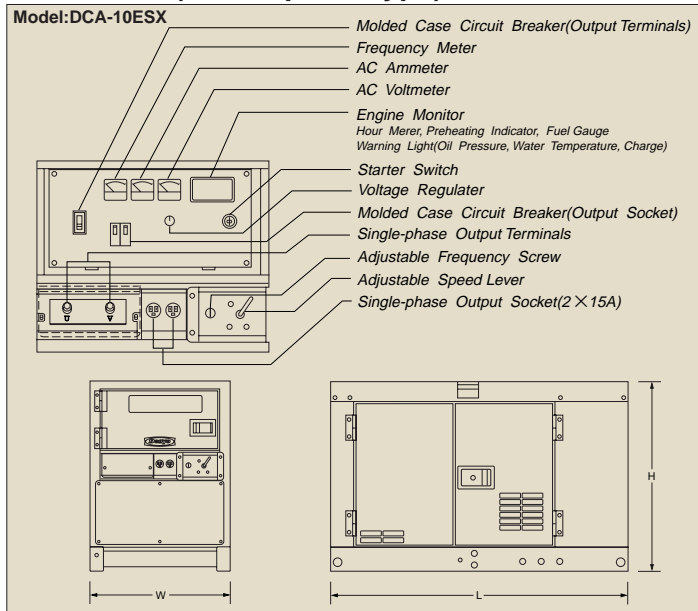 Model:DCA-10ESX
Molded Case Circuit Breaker(Output Terminals)
Frequency Meter
AC Ammeter
AC Voltmeter
Engine Monitor
Hour Merer, Preheating Indicator, Fuel Gauge
Warning Light(Oil Pressure, Water Temperature, Charge)
Starter Switch
Voltage Regulater
Molded Case Circuit Breaker(Output Socket)
Single-phase Output Terminals
Adjustable Frequency Screw
Adjustable Speed Lever
Single-phase Output Socket(2×15A)
U V
Denyo
W
L
H